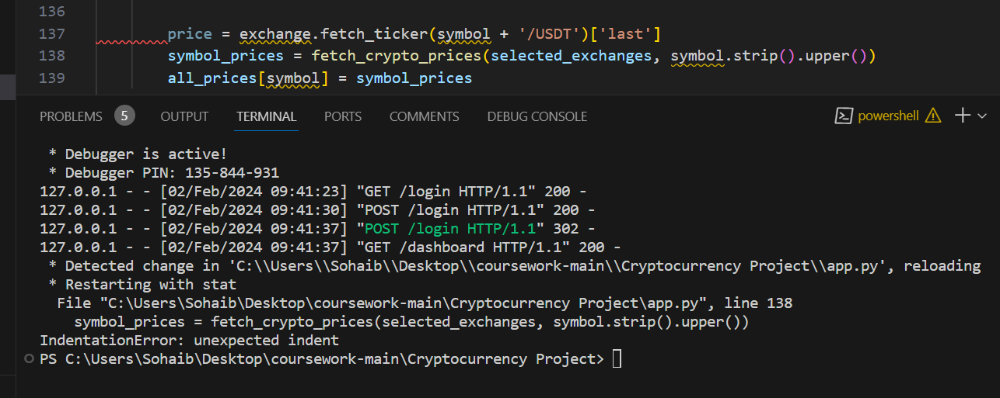 136
137 price = exchange.fetch_ticker(symbol + '/USDT')['last']
138 symbol_prices = fetch_crypto_prices(selected_exchanges, symbol.strip().upper())
139 all_prices[symbol] = symbol_prices
PROBLEMS 5 OUTPUT TERMINAL PORTS COMMENTS DEBUG CONSOLE powershell
* Debugger is active!
* Debugger PIN: 135-844-931
127.0.0.1 - - [02/Feb/2024 09:41:23] "GET /login HTTP/1.1" 200 -
127.0.0.1 - - [02/Feb/2024 09:41:30] "POST /login HTTP/1.1" 200 -
127.0.0.1 - - [02/Feb/2024 09:41:37] "POST /login HTTP/1.1" 302 -
127.0.0.1 - - [02/Feb/2024 09:41:37] "GET /dashboard HTTP/1.1" 200 -
* Detected change in 'C:\\Users\\Sohaib\\Desktop\\coursework-main\\Cryptocurrency Project\\app.py', reloading
* Restarting with stat
File "C:\Users\Sohaib\Desktop\coursework-main\Cryptocurrency Project\app.py", line 138
symbol_prices = fetch_crypto_prices(selected_exchanges, symbol.strip().upper())
IndentationError: unexpected indent
PS C:\Users\Sohaib\Desktop\coursework-main\Cryptocurrency Project>